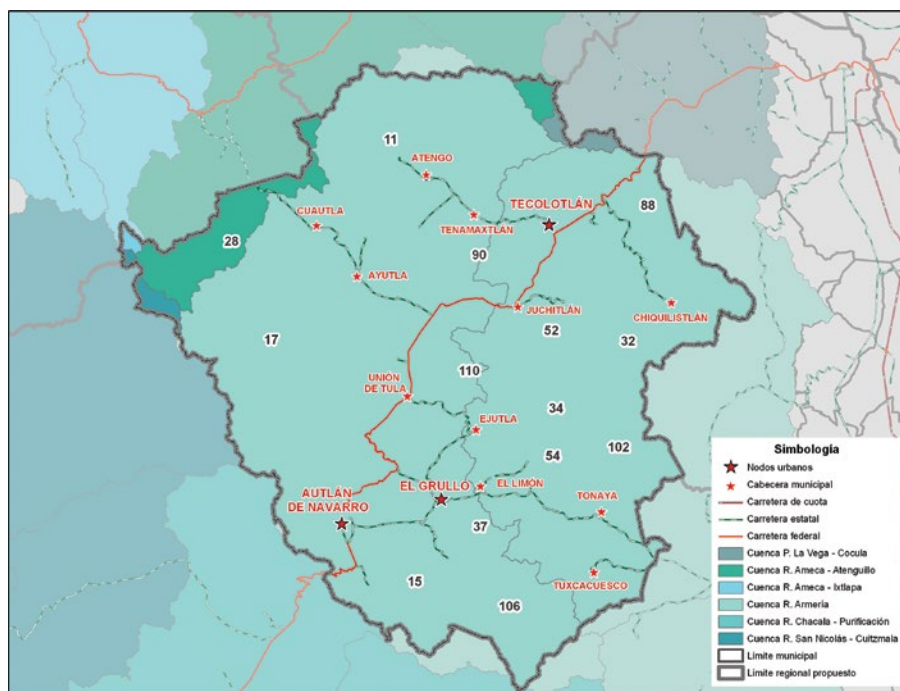 11
ATENGO
88
CUAUTLA
TECOLOTLÁN
TENAMAXTLÁN
28
90
AYUTLA
CHIQUILISTLÁN
JUCHITLÁN
52
32
17
110
UNIÓN
DE TULA
34
EJUTLA
102
54
EL GRULLO
EL LIMÓN
AUTLÁN
DE NAVARRO
TONAYA
37
TUXCACUESCO
15
106
Simbología
Nodos urbanos
Cabecera municipal
Carretera de cuota
Carretera estatal
Carretera federal
Cuenca P. La Vega - Cocula
Cuenca R. Ameca - Atenguillo
Cuenca R. Ameca - Ixtlapa
Cuenca R. Armería
Cuenca R. Chacala - Purificación
Cuenca R. San Nicolás - Cuitzmala
Límite municipal
Límite regional propuesto